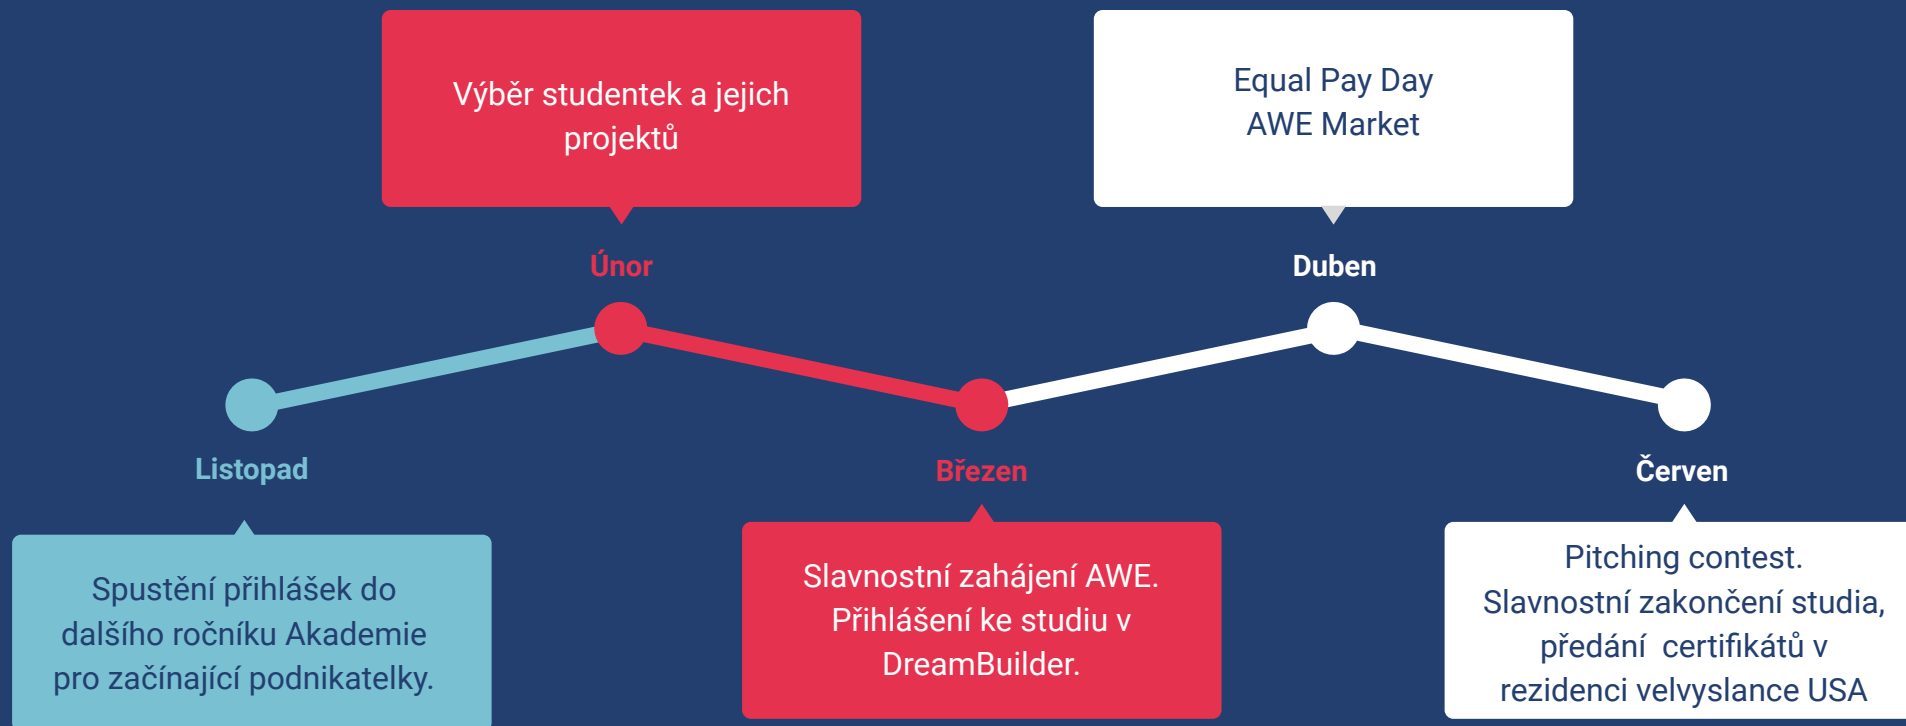 Výběr studentek a jejich
projektů
Equal Pay Day
AWE Market
Únor
Duben
Listopad
Březen
Červen
Spustění přihlášek do
dalšího ročníku Akademie
pro začínající podnikatelky.
Slavnostní zahájení AWE.
Přihlášení ke studiu v
DreamBuilder.
Pitching contest.
Slavnostní zakončení studia,
předání  certifikátů v
rezidenci velvyslance USA